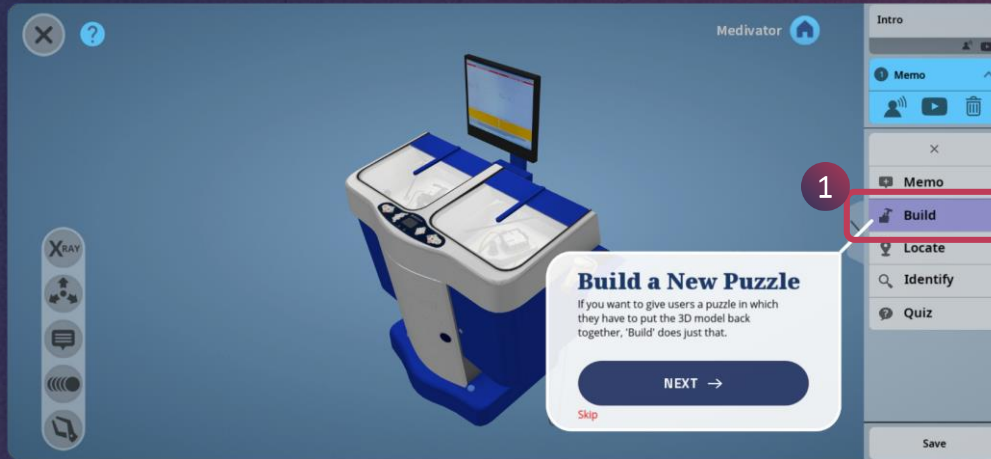 ?
Medivator
Intro
1 Memo
Memo
1
Build
Locate
Identify
? Quiz
XRAY
Build a New Puzzle
If you want to give users a puzzle in which
they have to put the 3D model back
together, 'Build' does just that.
NEXT →
Skip
Save